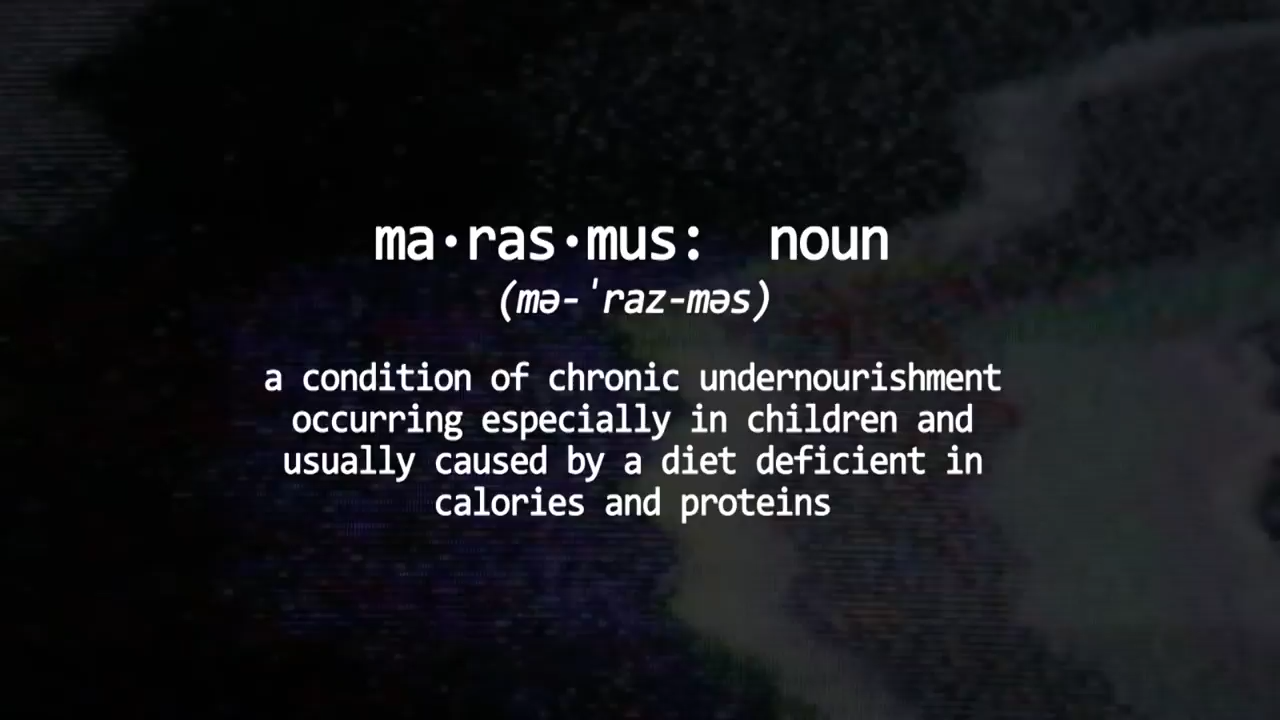 ma·ras·mus: noun
(mə-ˈraz-məs)
a condition of chronic undernourishment
occurring especially in children and
usually caused by a diet deficient in
calories and proteins